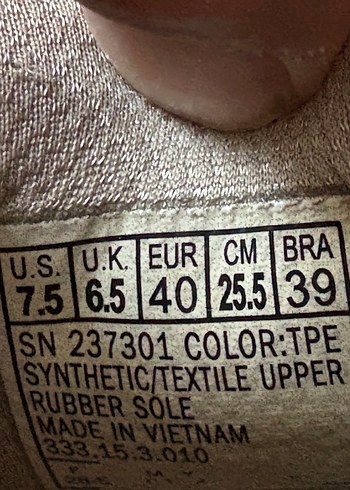 U.S. U.K. EUR CM BRA
7.5 6.5 40 25.5 39
SN 237301 COLOR:TPE
SYNTHETIC/TEXTILE UPPER
RUBBER SOLE
MADE IN VIETNAM
333.15.3.010